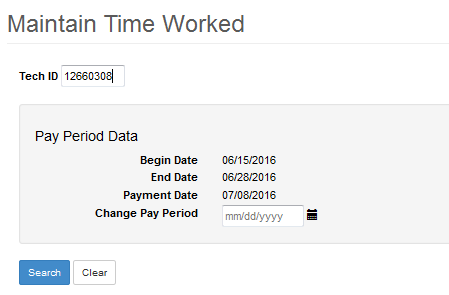 Maintain Time Worked
Tech ID 12660308
Pay Period Data
Begin Date 06/15/2016
End Date 06/28/2016
Payment Date 07/08/2016
Change Pay Period mm/dd/yyyy
Search Clear